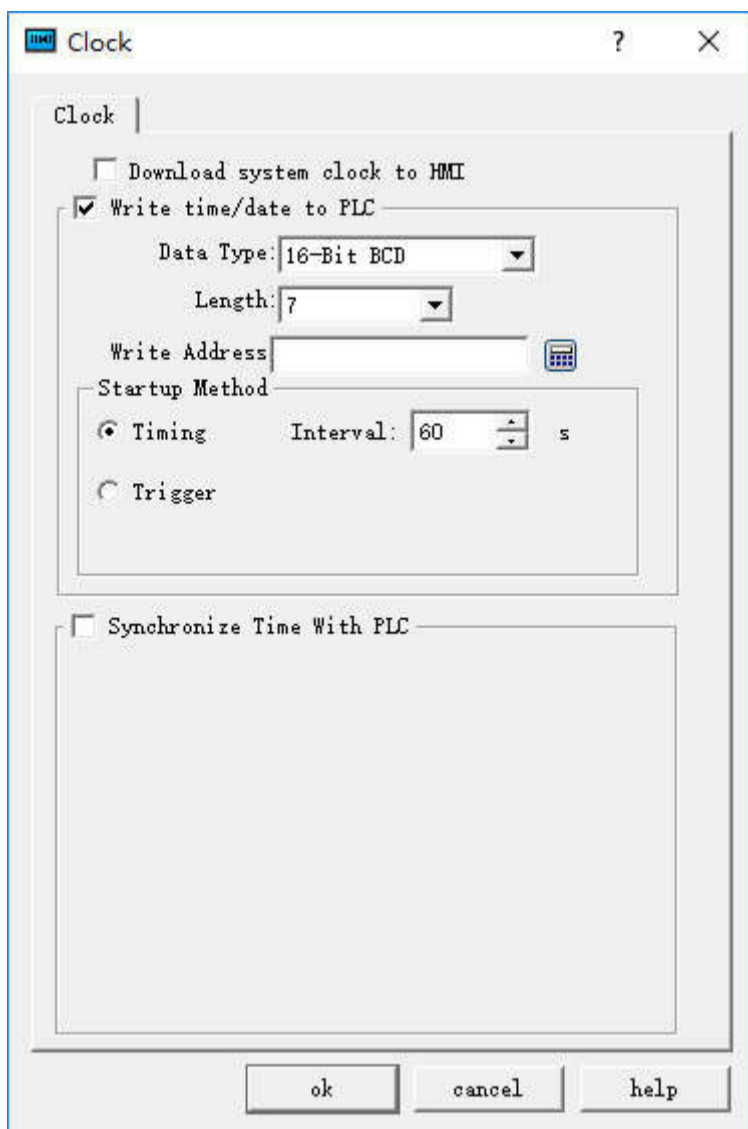 HMI Clock ?
Clock
Download system clock to HMI
Write time/date to PLC
Data Type: 16-Bit BCD
Length: 7
Write Address
Startup Method
Timing Interval: 60 s
Trigger
Synchronize Time With PLC
ok cancel help